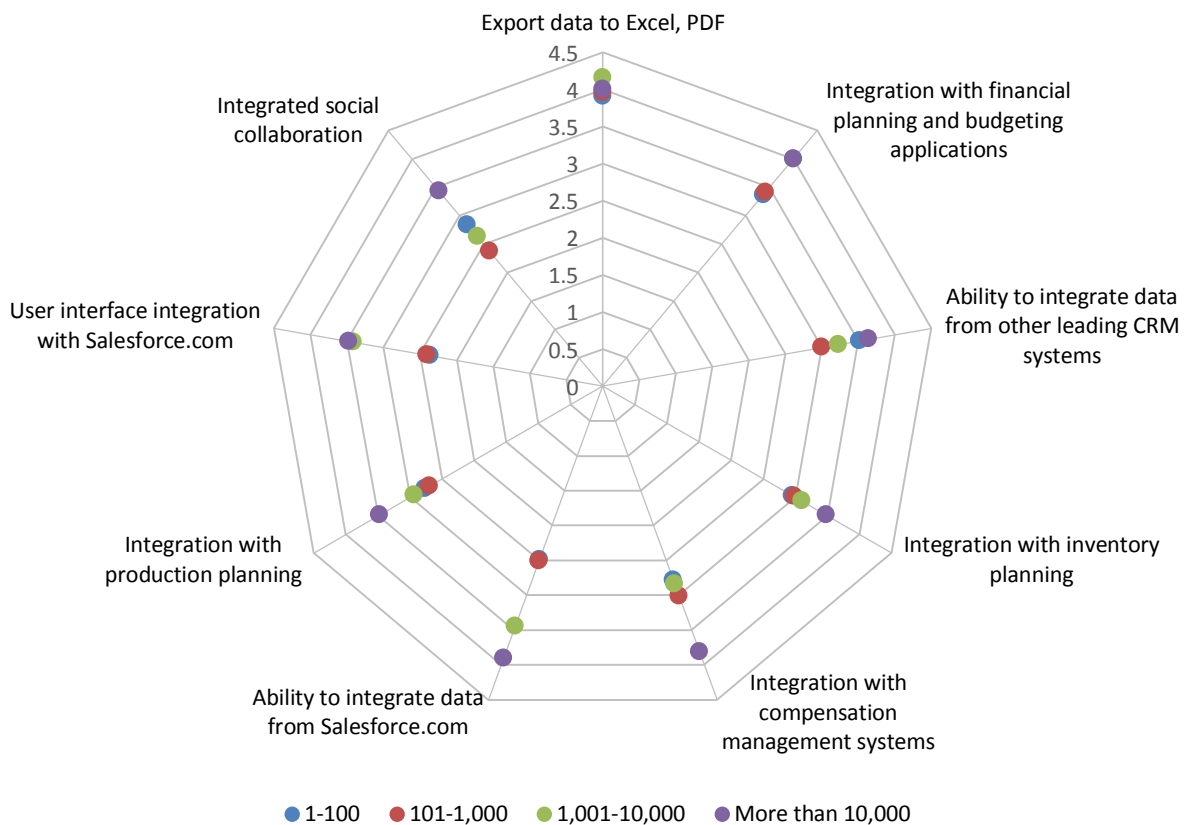 Export data to Excel, PDF
4.5
4
3.5
3
2.5
2
1.5
1
0.5
0
Integration with financial
planning and budgeting
applications
Ability to integrate data
from other leading CRM
systems
Integration with inventory
planning
Integration with
compensation
management systems
Ability to integrate data
from Salesforce.com
Integration with
production planning
User interface integration
with Salesforce.com
Integrated social
collaboration
1-100
101-1,000
1,001-10,000
More than 10,000